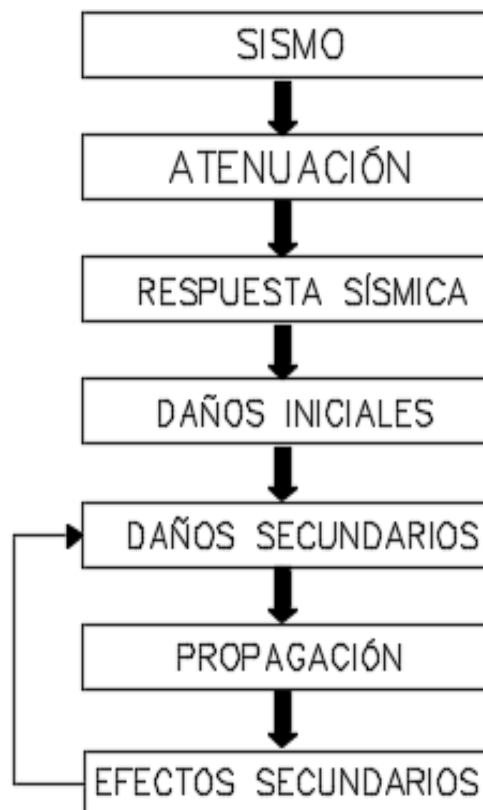 SISMO
ATENUACIÓN
RESPUESTA SÍSMICA
DAÑOS INICIALES
DAÑOS SECUNDARIOS
PROPAGACIÓN
EFECTOS SECUNDARIOS